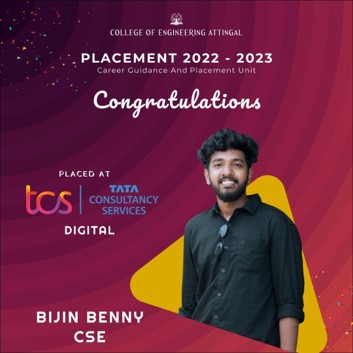 COLLEGE OF ENGINEERING ATTINGAL
PLACEMENT 2022 - 2023
Career Guidance And Placement Unit
Congratulations
PLACED AT
tcs | TATA
CONSULTANCY
SERVICES
DIGITAL
BIJIN BENNY
CSE